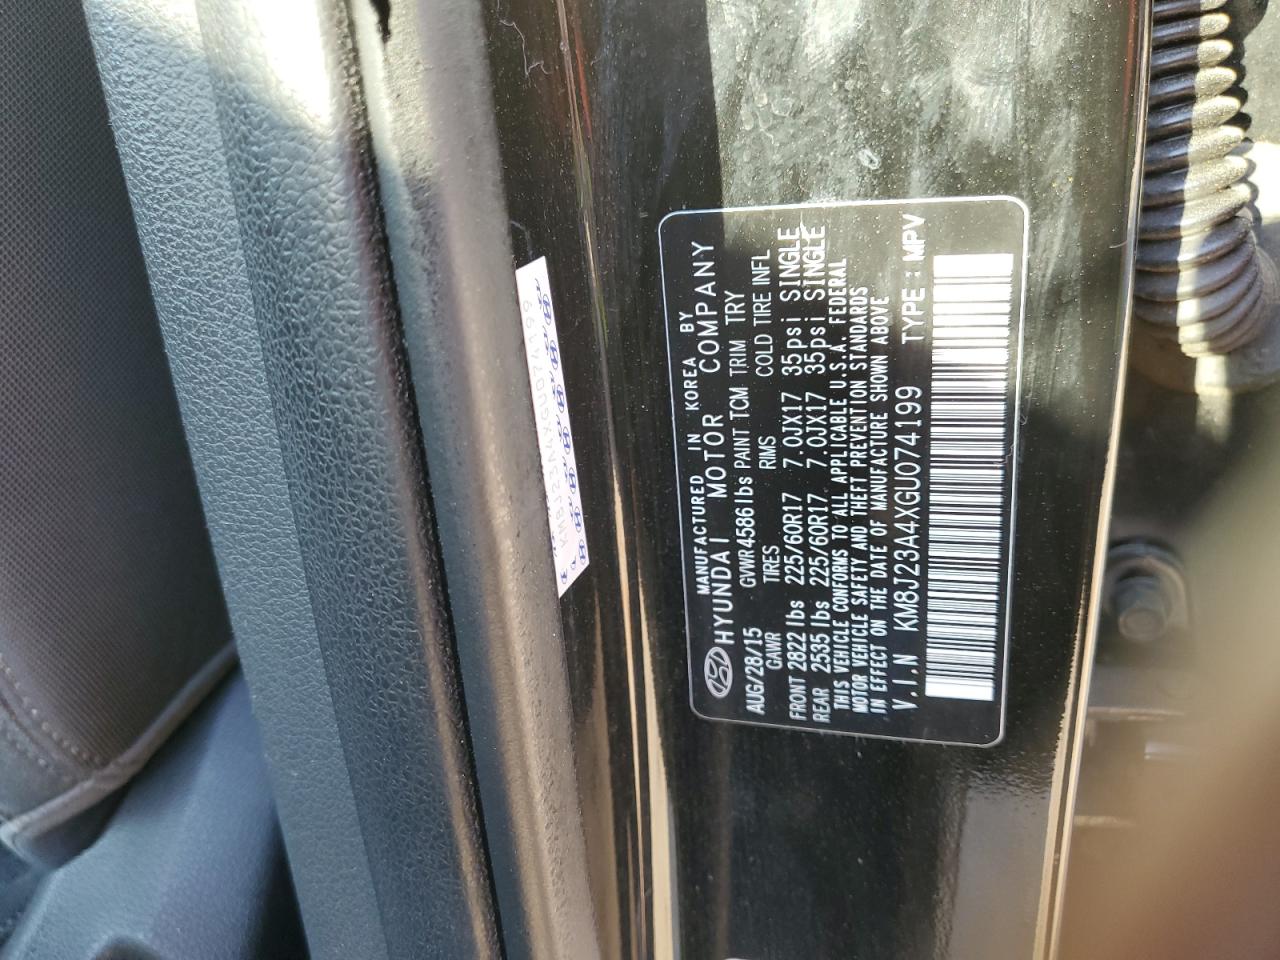 MANUFACTURED IN KOREA BY
HYUNDAI MOTOR COMPANY
AUG/28/15 GVWR 4586lbs PAINT TCM TRIM TRY
GAWR TIRES RIMS COLD TIRE INFL
FRONT 2822 lbs 225/60R17 7.0JX17 35psi SINGLE
REAR 2535 lbs 225/60R17 7.0JX17 35psi SINGLE
THIS VEHICLE CONFORMS TO ALL APPLICABLE U.S.A. FEDERAL
MOTOR VEHICLE SAFETY AND THEFT PREVENTION STANDARDS
IN EFFECT ON THE DATE OF MANUFACTURE SHOWN ABOVE
V.I.N KM8J23A4XGU074199 TYPE : MPV
KM8J23A4XGU074199